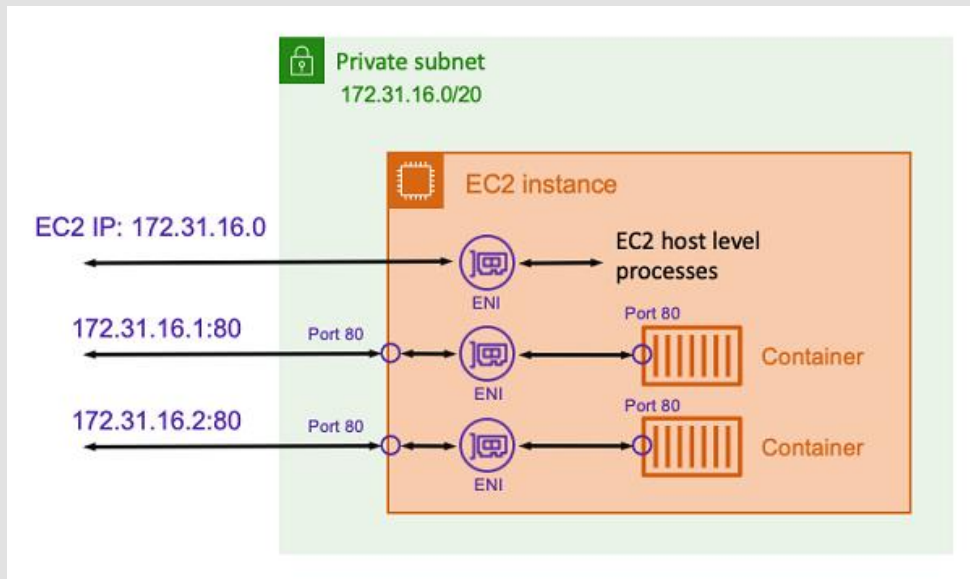 Private subnet
172.31.16.0/20
EC2 instance
EC2 IP: 172.31.16.0
EC2 host level
processes
ENI
172.31.16.1:80
Port 80
Port 80
Container
ENI
172.31.16.2:80
Port 80
Port 80
Container
ENI